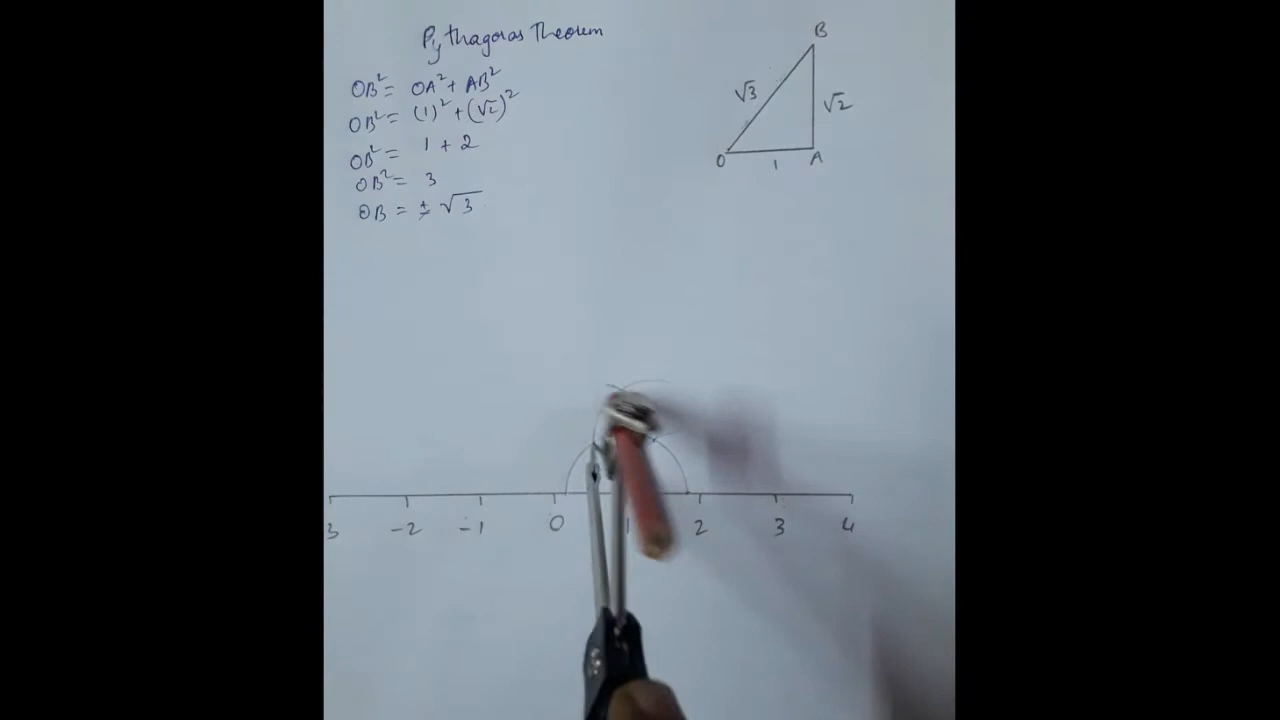 Pythagoras Theorem
OB² = OA² + AB²
OB² = (1)² + (√2)²
OB² = 1 + 2
OB² = 3
OB = ± √3
B
√3
√2
O
1
A
3 -2 -1 0 1 2 3 4